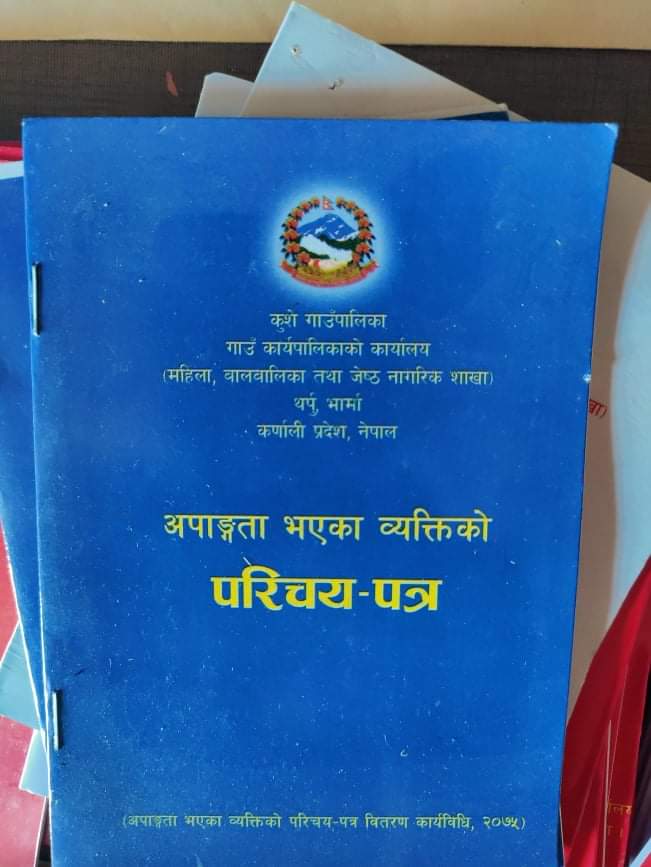 कुशे गाउँपालिका
गाउँ कार्यपालिकाको कार्यालय
(महिला, वालवालिका तथा जेष्ठ नागरिक शाखा)
थर्पु, भार्मा
कर्णाली प्रदेश, नेपाल
अपाङ्गता भएका व्यक्तिको
परिचय-पत्र
(अपाङ्गता भएका व्यक्तिको परिचय-पत्र वितरण कार्यविधि, २०७५)